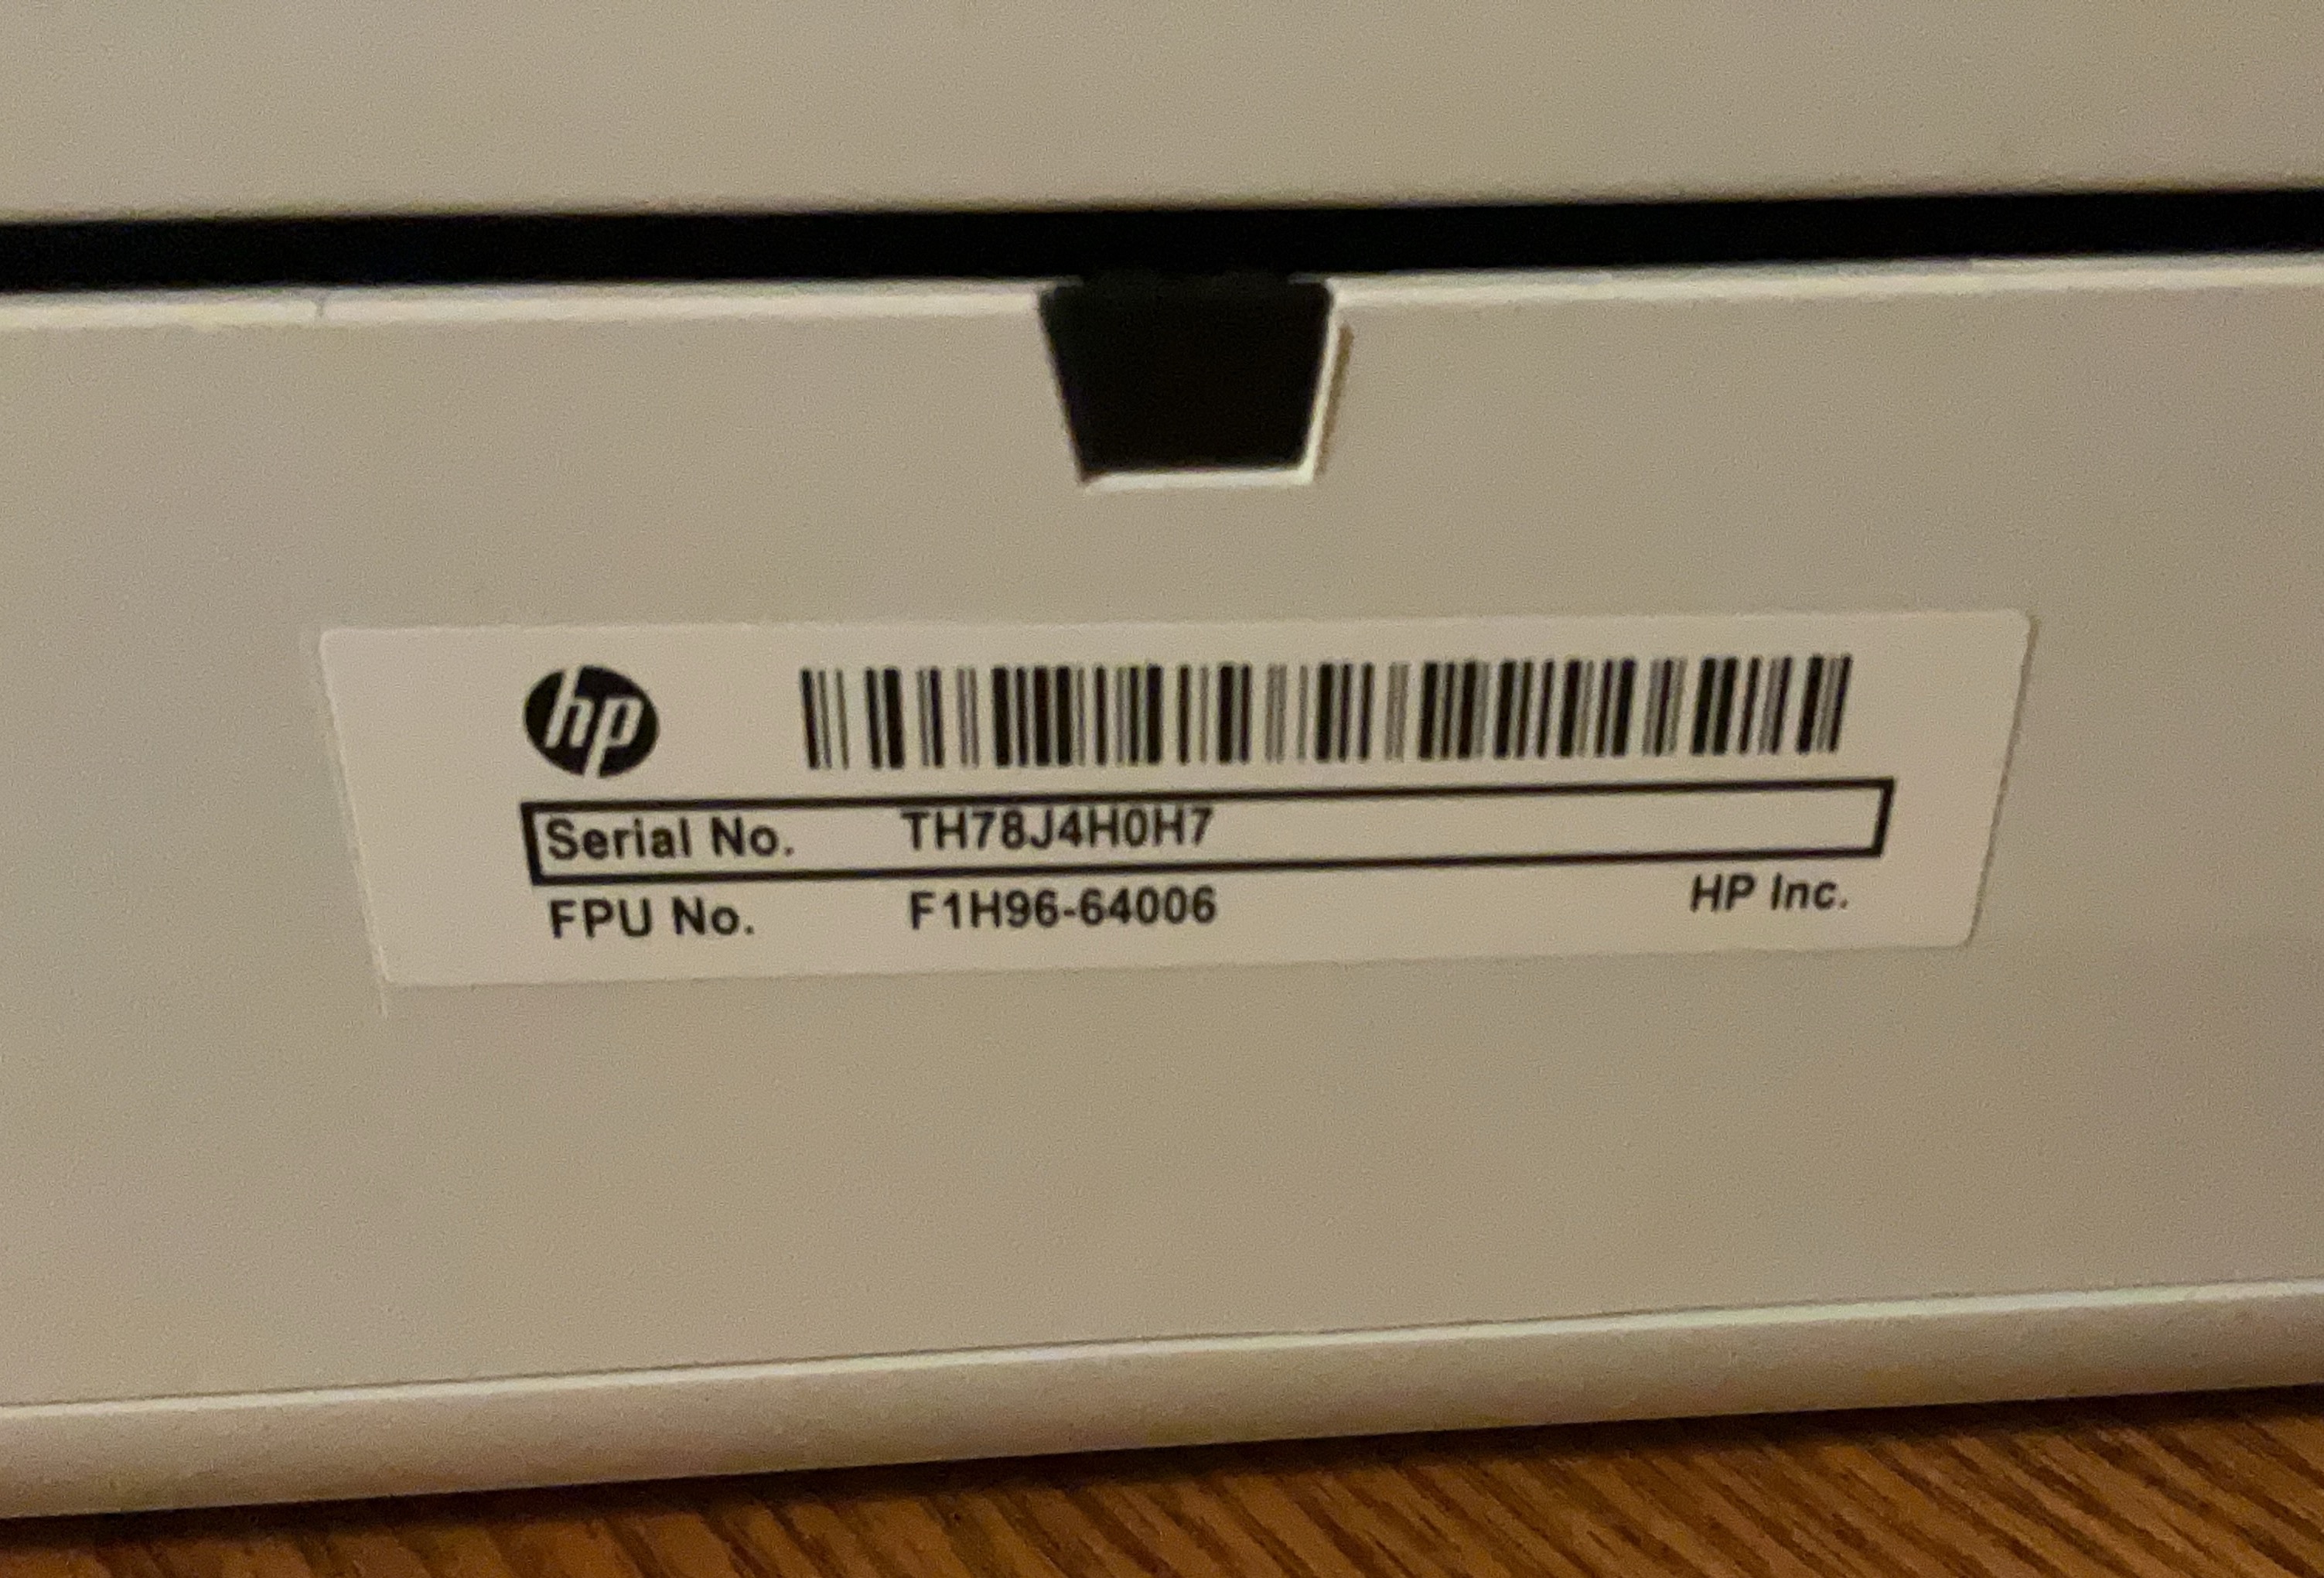 hp
Serial No. TH78J4H0H7
FPU No. F1H96-64006 HP Inc.